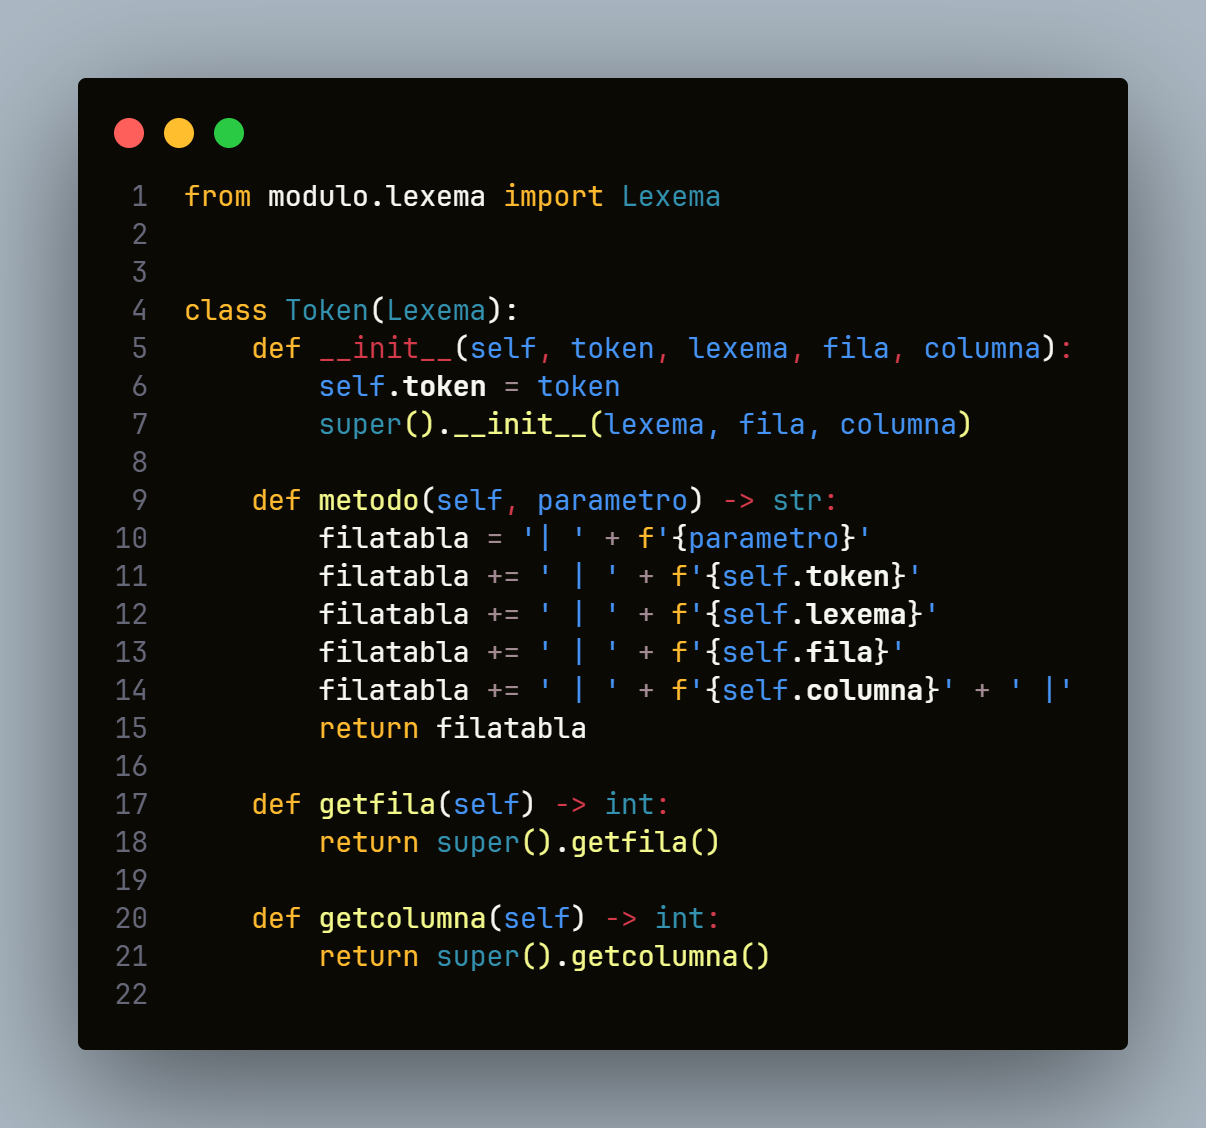 1 from modulo.lexema import Lexema
2
3
4 class Token(Lexema):
5     def __init__(self, token, lexema, fila, columna):
6         self.token = token
7         super().__init__(lexema, fila, columna)
8
9     def metodo(self, parametro) -> str:
10         filatabla = '| ' + f'{parametro}'
11         filatabla += ' | ' + f'{self.token}'
12         filatabla += ' | ' + f'{self.lexema}'
13         filatabla += ' | ' + f'{self.fila}'
14         filatabla += ' | ' + f'{self.columna}' + ' |'
15         return filatabla
16
17     def getfila(self) -> int:
18         return super().getfila()
19
20     def getcolumna(self) -> int:
21         return super().getcolumna()
22